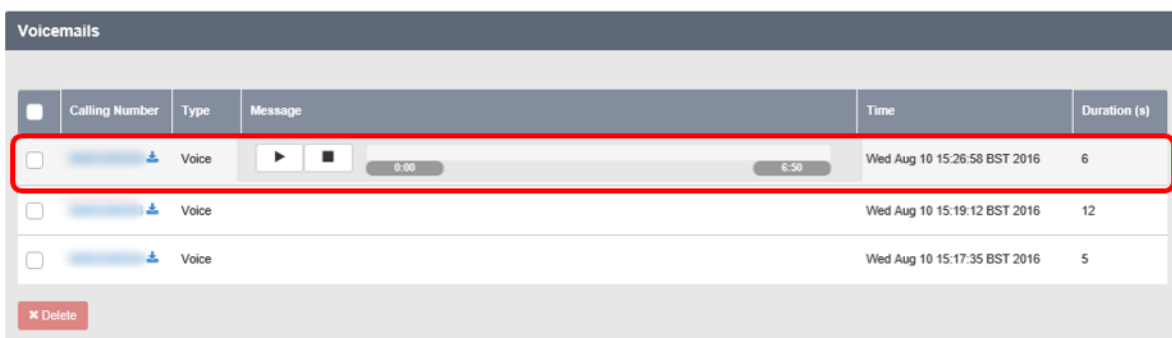 Voicemails
Calling Number Type Message Time Duration (s)
Voice 0:00 6:50 Wed Aug 10 15:26:58 BST 2016 6
Voice Wed Aug 10 15:19:12 BST 2016 12
Voice Wed Aug 10 15:17:35 BST 2016 5
Delete